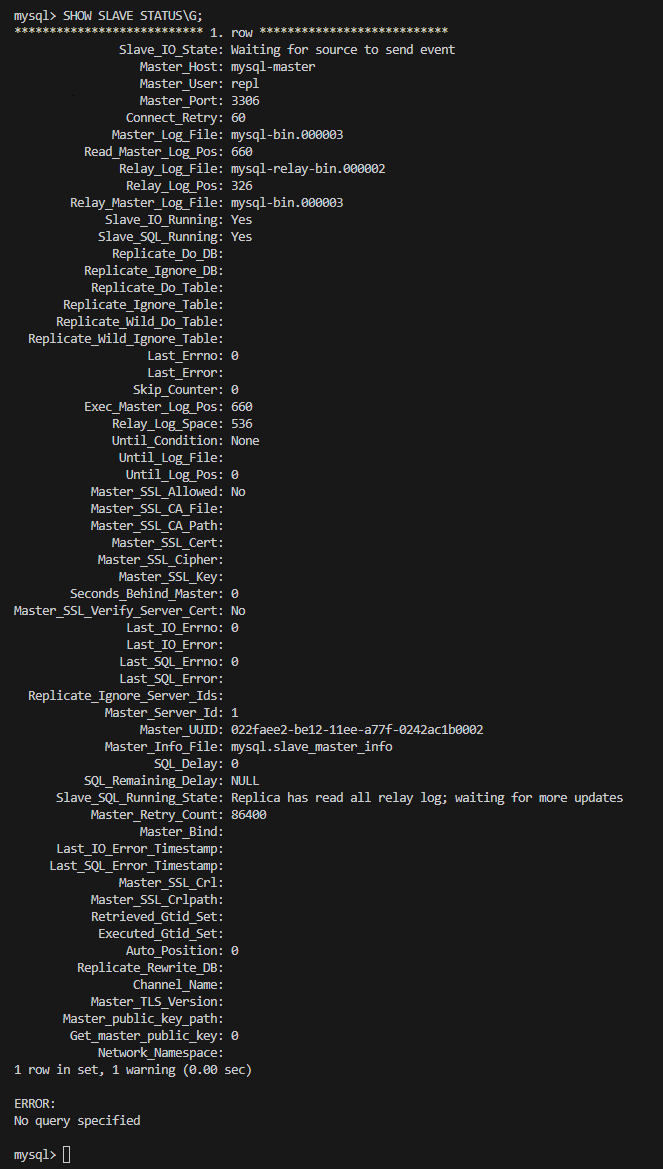 mysql> SHOW SLAVE STATUS\G;
*************************** 1. row ***************************
Slave_IO_State: Waiting for source to send event
Master_Host: mysql-master
Master_User: repl
Master_Port: 3306
Connect_Retry: 60
Master_Log_File: mysql-bin.000003
Read_Master_Log_Pos: 660
Relay_Log_File: mysql-relay-bin.000002
Relay_Log_Pos: 326
Relay_Master_Log_File: mysql-bin.000003
Slave_IO_Running: Yes
Slave_SQL_Running: Yes
Replicate_Do_DB:
Replicate_Ignore_DB:
Replicate_Do_Table:
Replicate_Ignore_Table:
Replicate_Wild_Do_Table:
Replicate_Wild_Ignore_Table:
Last_Errno: 0
Last_Error:
Skip_Counter: 0
Exec_Master_Log_Pos: 660
Relay_Log_Space: 536
Until_Condition: None
Until_Log_File:
Until_Log_Pos: 0
Master_SSL_Allowed: No
Master_SSL_CA_File:
Master_SSL_CA_Path:
Master_SSL_Cert:
Master_SSL_Cipher:
Master_SSL_Key:
Seconds_Behind_Master: 0
Master_SSL_Verify_Server_Cert: No
Last_IO_Errno: 0
Last_IO_Error:
Last_SQL_Errno: 0
Last_SQL_Error:
Replicate_Ignore_Server_Ids:
Master_Server_Id: 1
Master_UUID: 022faee2-be12-11ee-a77f-0242ac1b0002
Master_Info_File: mysql.slave_master_info
SQL_Delay: 0
SQL_Remaining_Delay: NULL
Slave_SQL_Running_State: Replica has read all relay log; waiting for more updates
Master_Retry_Count: 86400
Master_Bind:
Last_IO_Error_Timestamp:
Last_SQL_Error_Timestamp:
Master_SSL_Crl:
Master_SSL_Crlpath:
Retrieved_Gtid_Set:
Executed_Gtid_Set:
Auto_Position: 0
Replicate_Rewrite_DB:
Channel_Name:
Master_TLS_Version:
Master_public_key_path:
Get_master_public_key: 0
Network_Namespace:
1 row in set, 1 warning (0.00 sec)
ERROR:
No query specified
mysql>